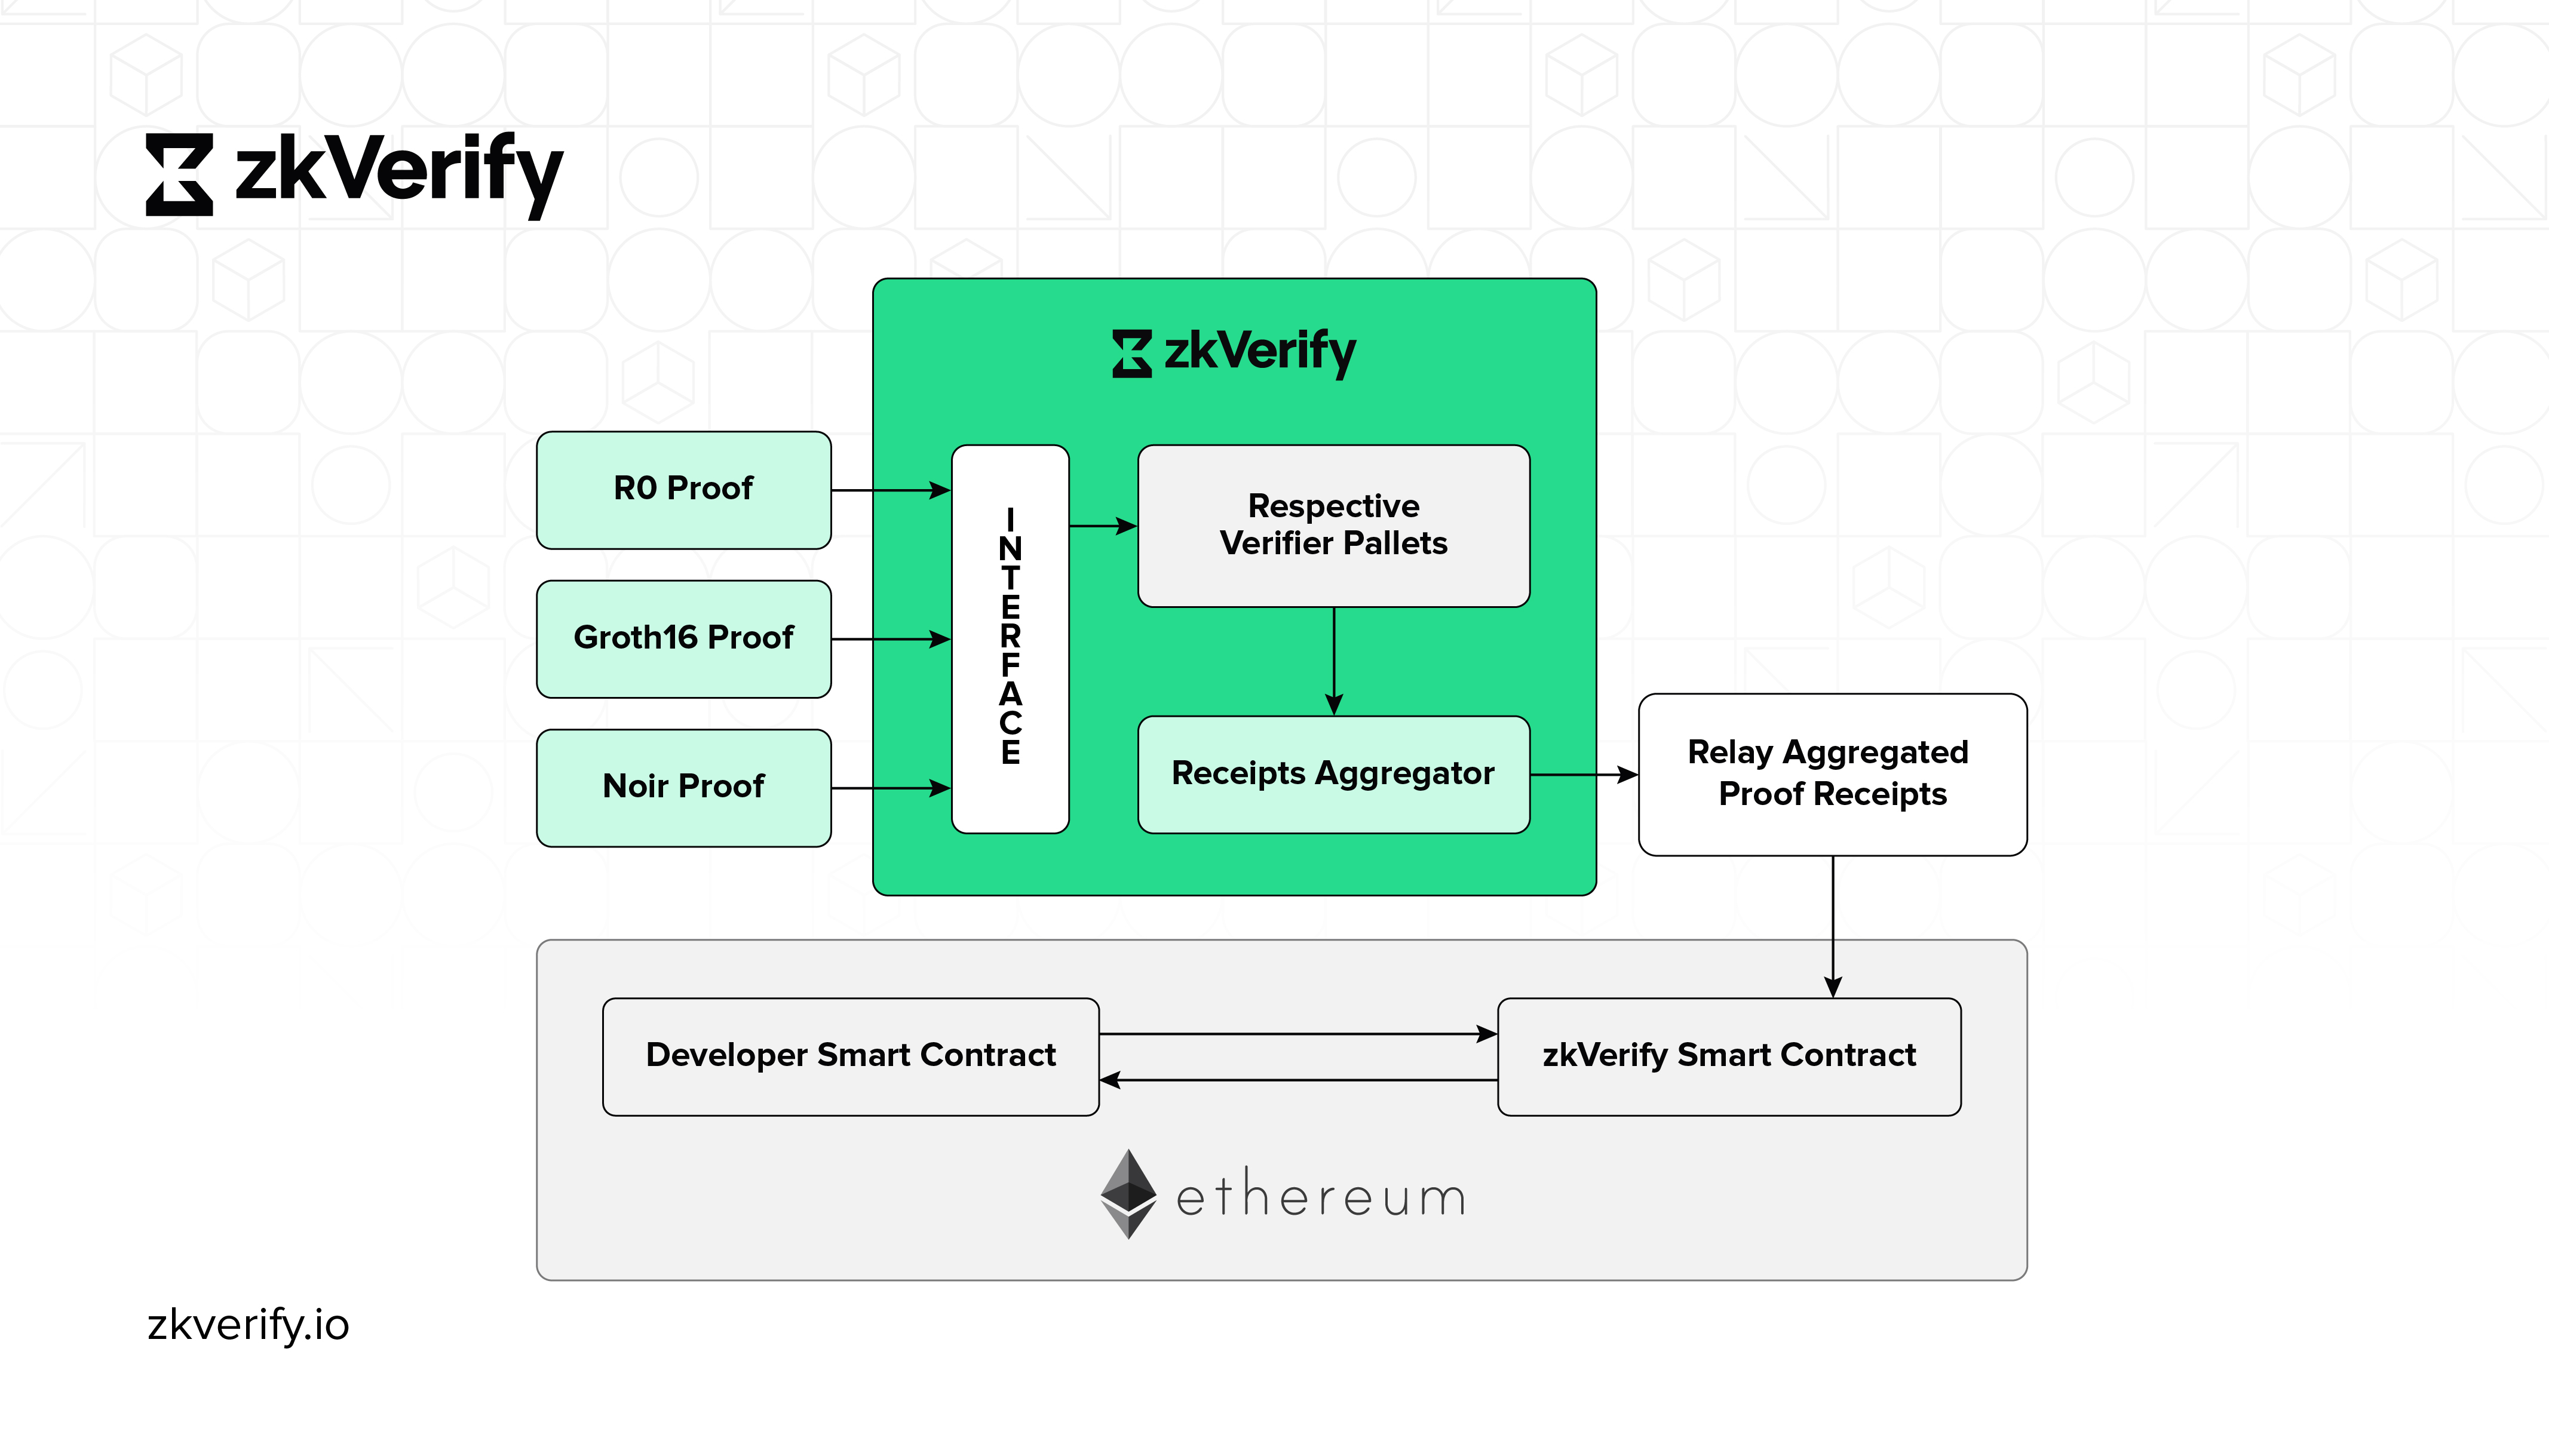 zkVerify
zkVerify
R0 Proof
Groth16 Proof
Noir Proof
INTERFACE
Respective
Verifier Pallets
Receipts Aggregator
Relay Aggregated
Proof Receipts
Developer Smart Contract
zkVerify Smart Contract
ethereum
zkverify.io